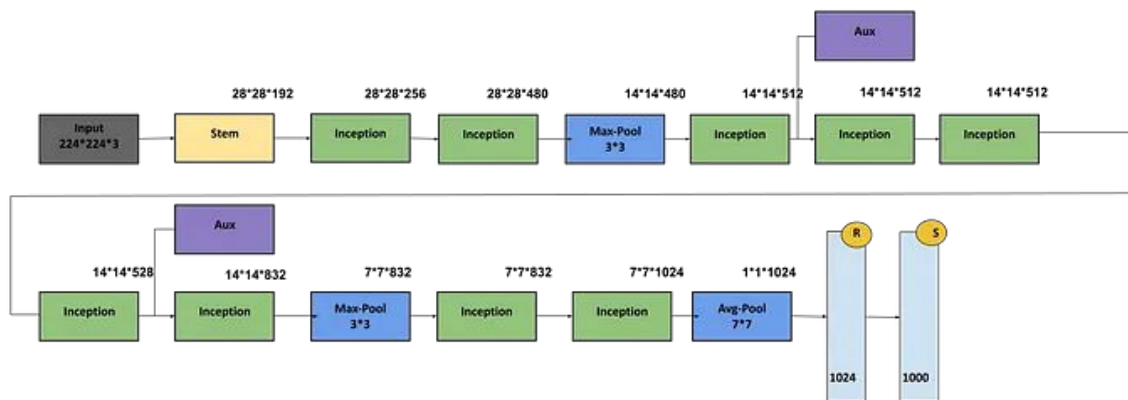 Aux
28*28*192
28*28*256
28*28*480
14*14*480
14*14*512
14*14*512
14*14*512
Input
224*224*3
Stem
Inception
Inception
Max-Pool
3*3
Inception
Inception
Inception
Aux
14*14*528
14*14*832
7*7*832
7*7*832
7*7*1024
1*1*1024
R
S
Inception
Inception
Max-Pool
3*3
Inception
Inception
Avg-Pool
7*7
1024
1000